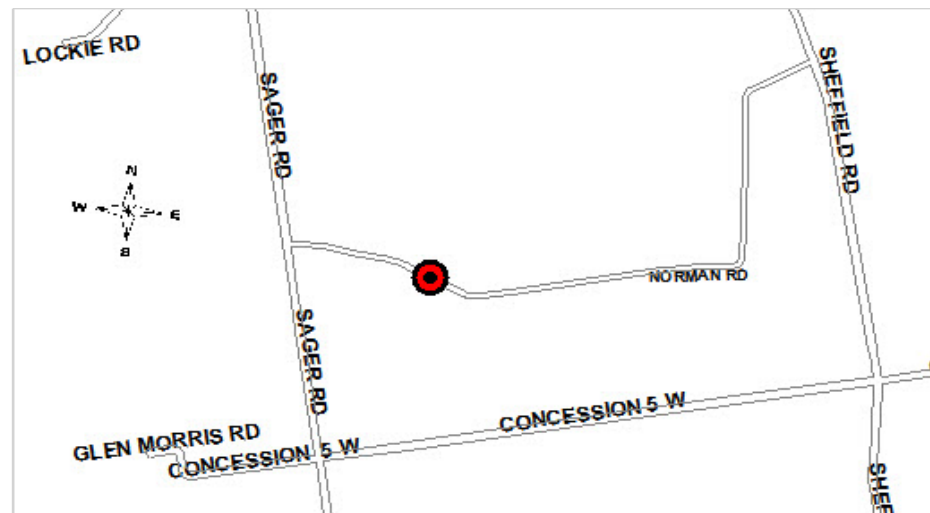 LOCKIE RD
SAGER RD
SHEFFIELD RD
N
W
E
S
NORMAN RD
SAGER RD
CONCESSION 5 W
GLEN MORRIS RD
CONCESSION 5 W
SHEF